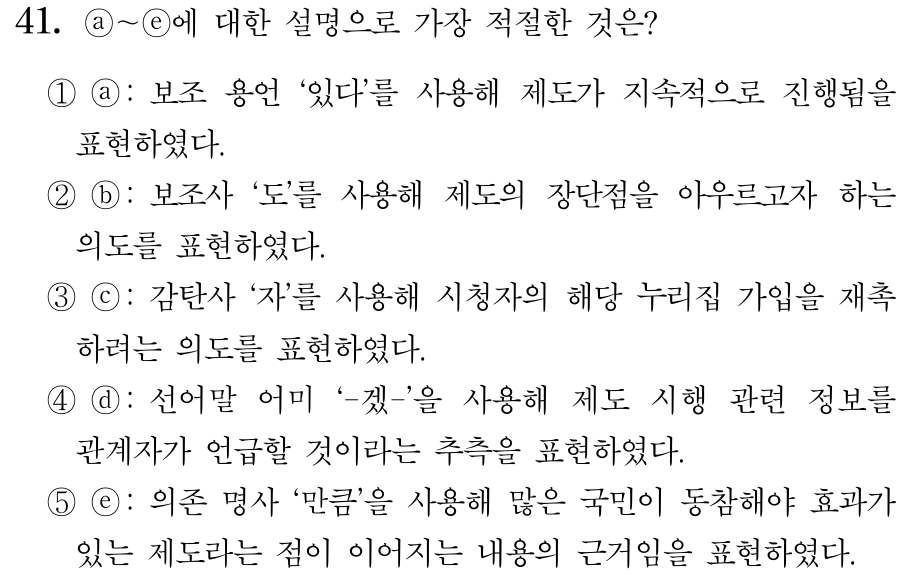 41. ⓐ~ⓔ에 대한 설명으로 가장 적절한 것은?
① ⓐ: 보조 용언 ‘있다’를 사용해 제도가 지속적으로 진행됨을
표현하였다.
② ⓑ: 보조사 ‘도’를 사용해 제도의 장단점을 아우르고자 하는
의도를 표현하였다.
③ ⓒ: 감탄사 ‘자’를 사용해 시청자의 해당 누리집 가입을 재촉
하려는 의도를 표현하였다.
④ ⓓ: 선어말 어미 ‘-겠-’을 사용해 제도 시행 관련 정보를
관계자가 언급할 것이라는 추측을 표현하였다.
⑤ ⓔ: 의존 명사 ‘만큼’을 사용해 많은 국민이 동참해야 효과가
있는 제도라는 점이 이어지는 내용의 근거임을 표현하였다.